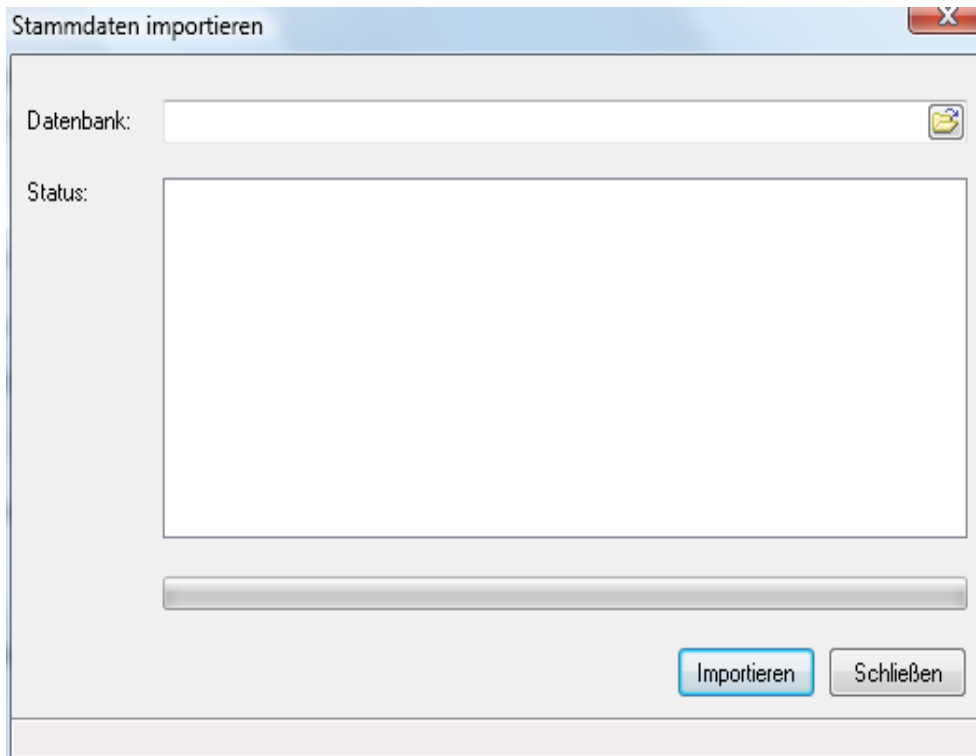 Stammdaten importieren
Datenbank:
Status:
Importieren Schließen